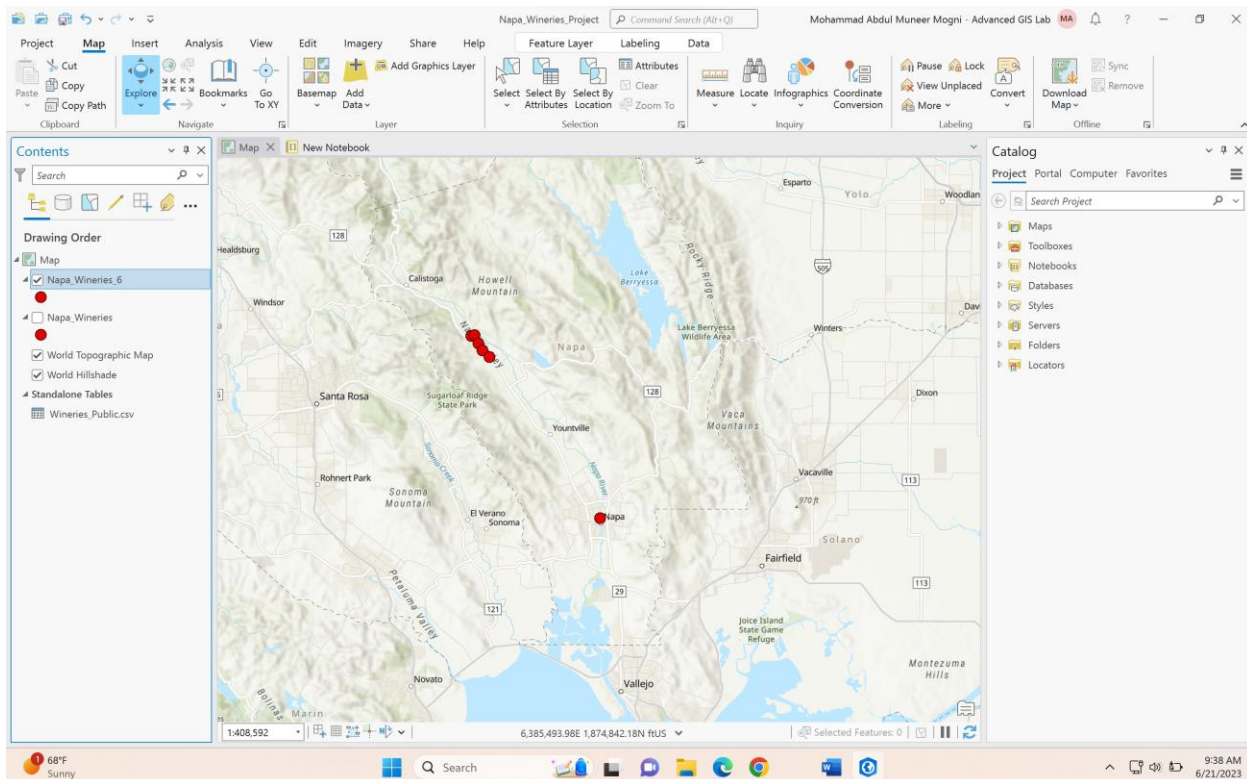 Napa_Wineries_Project
Command Search (Alt+Q)
Mohammad Abdul Muneer Mogni - Advanced GIS Lab
MA
?
Project Map Insert Analysis View Edit Imagery Share Help Feature Layer Labeling Data
Paste
Cut
Copy
Copy Path
Clipboard
Explore
Bookmarks
Go
To XY
Navigate
Basemap
Add
Data
Add Graphics Layer
Layer
Select
Select By
Attributes
Select By
Location
Attributes
Clear
Zoom To
Selection
Measure
Locate
Infographics
Coordinate
Conversion
Inquiry
Pause
Lock
View Unplaced
More
Convert
Labeling
Download
Map
Sync
Remove
Offline
Contents
Search
Drawing Order
Map
Napa_Wineries_6
Napa_Wineries
World Topographic Map
World Hillshade
Standalone Tables
Wineries_Public.csv
Map
New Notebook
Esparto
Yolo
Woodlan
128
Healdsburg
505
Calistoga
Howell
Mountain
Lake
Berryessa
Rocky Ridge
Windsor
Davi
Lake Berryessa
Wildlife Area
Winters
Napa
128
Dixon
Santa Rosa
Sugarloaf Ridge
State Park
Vaca
Mountains
Yountville
Sonoma Creek
Napa River
Vacaville
113
Rohnert Park
Sonoma
Mountain
970 ft
El Verano
Sonoma
Napa
Solano
Fairfield
Petaluma Valley
29
113
121
Joice Island
State Game
Refuge
Montezuma
Hills
Novato
Vallejo
Bolinas
Marin
1:408,592
6,385,493.98E 1,874,842.18N ftUS
Selected Features: 0
Catalog
Project Portal Computer Favorites
Search Project
Maps
Toolboxes
Notebooks
Databases
Styles
Servers
Folders
Locators
1
68°F
Sunny
Search
9:38 AM
6/21/2023